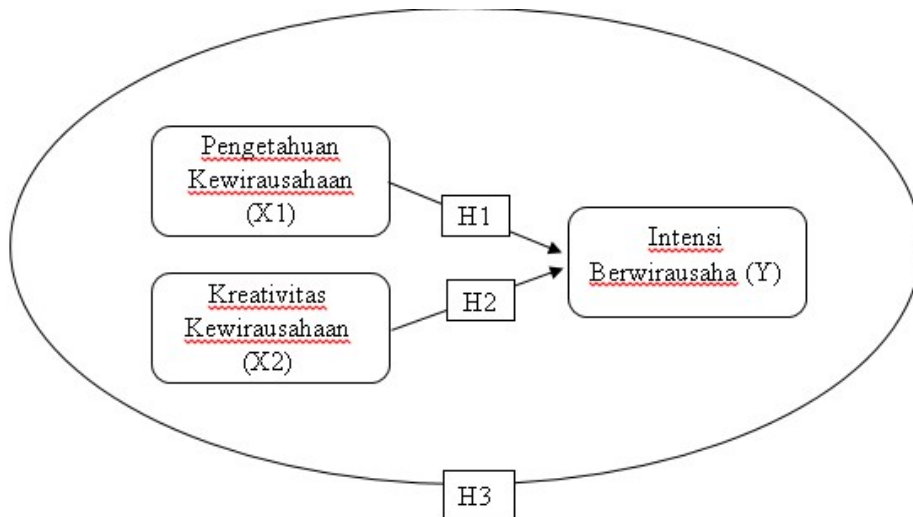 Pengetahuan
Kewirausahaan
(X1)
H1
Intensi
Berwirausaha (Y)
Kreativitas
Kewirausahaan
(X2)
H2
H3